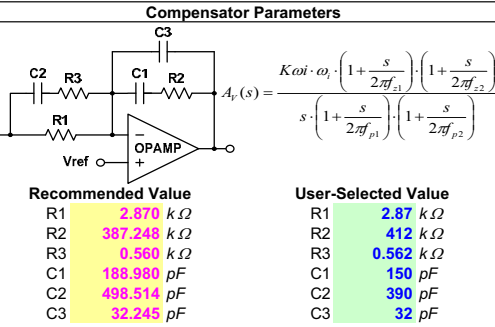 Compensator Parameters
C3
C2 R3 C1 R2
R1
OPAMP
− +
Vref
A_V(s) = Kωi · ω_i · (1 + s / 2πf_z1) · (1 + s / 2πf_z2) / s · (1 + s / 2πf_p1) · (1 + s / 2πf_p2)
Recommended Value
R1 2.870 kΩ
R2 387.248 kΩ
R3 0.560 kΩ
C1 188.980 pF
C2 498.514 pF
C3 32.245 pF
User-Selected Value
R1 2.87 kΩ
R2 412 kΩ
R3 0.562 kΩ
C1 150 pF
C2 390 pF
C3 32 pF